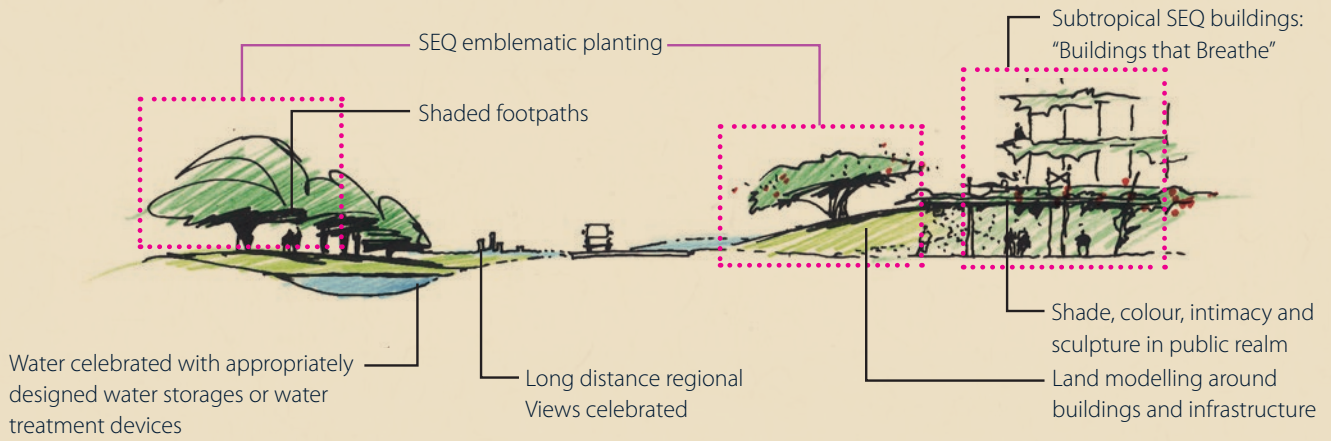 SEQ emblematic planting
Shaded footpaths
Subtropical SEQ buildings:
“Buildings that Breathe”
Water celebrated with appropriately
designed water storages or water
treatment devices
Long distance regional
Views celebrated
Shade, colour, intimacy and
sculpture in public realm
Land modelling around
buildings and infrastructure